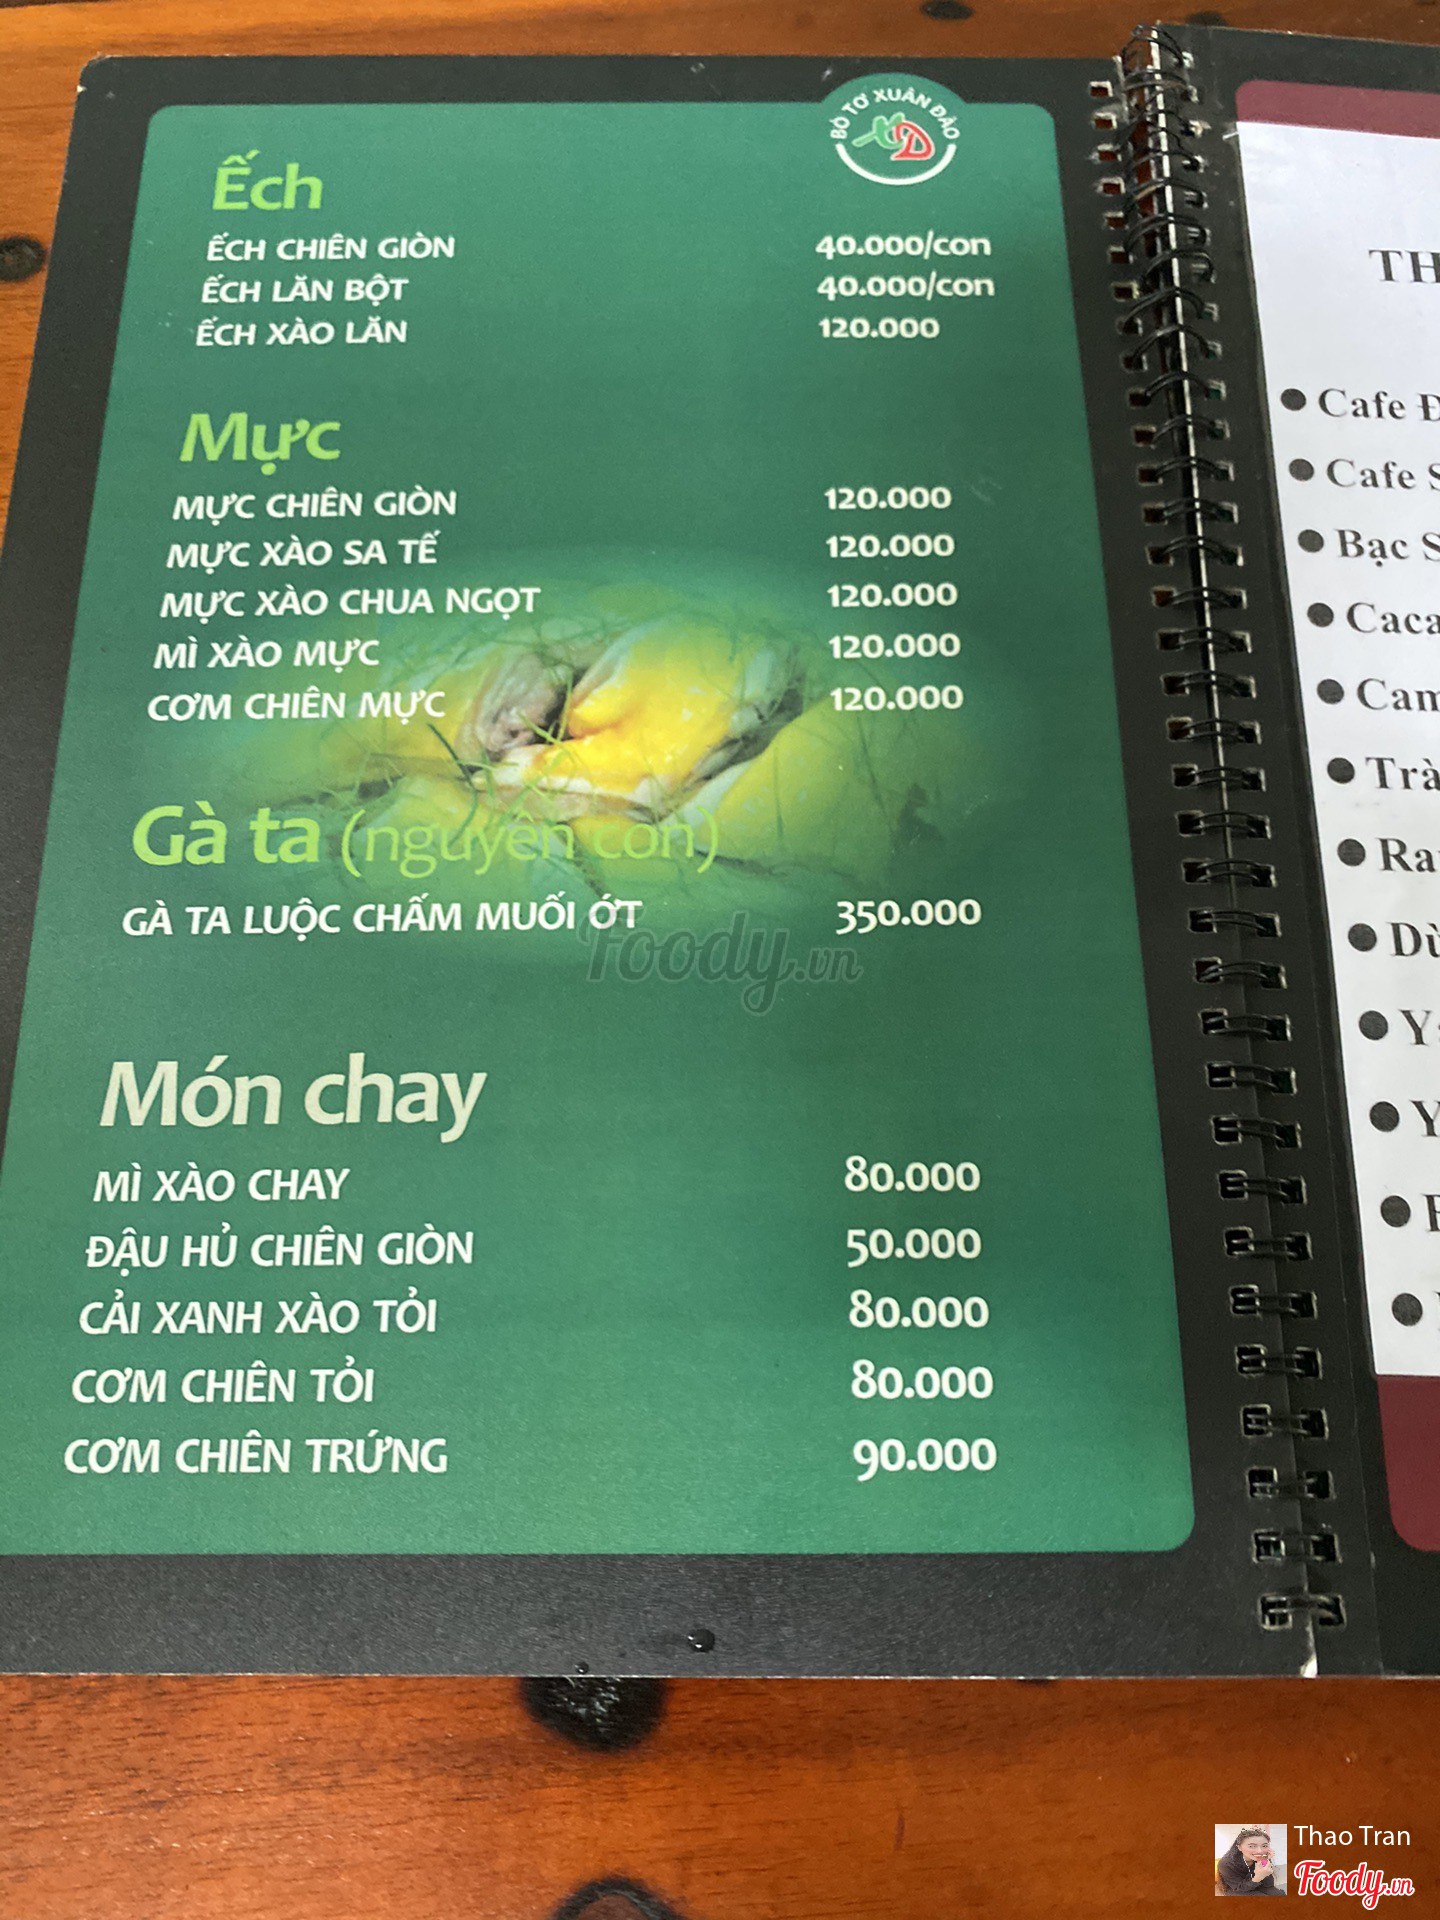 BÒ TƠ XUÂN ĐÀO
XD
Ếch
ẾCH CHIÊN GIÒN 40.000/con
ẾCH LĂN BỘT 40.000/con
ẾCH XÀO LĂN 120.000
Mực
MỰC CHIÊN GIÒN 120.000
MỰC XÀO SA TẾ 120.000
MỰC XÀO CHUA NGỌT 120.000
MÌ XÀO MỰC 120.000
CƠM CHIÊN MỰC 120.000
Gà ta (nguyên con)
GÀ TA LUỘC CHẤM MUỐI ỚT 350.000
Foody.vn
Món chay
MÌ XÀO CHAY 80.000
ĐẬU HỦ CHIÊN GIÒN 50.000
CẢI XANH XÀO TỎI 80.000
CƠM CHIÊN TỎI 80.000
CƠM CHIÊN TRỨNG 90.000
TH
Cafe Đ
Cafe S
Bạc S
Caca
Cam
Trà
Ra
Dừ
Y
Thao Tran
Foody.vn